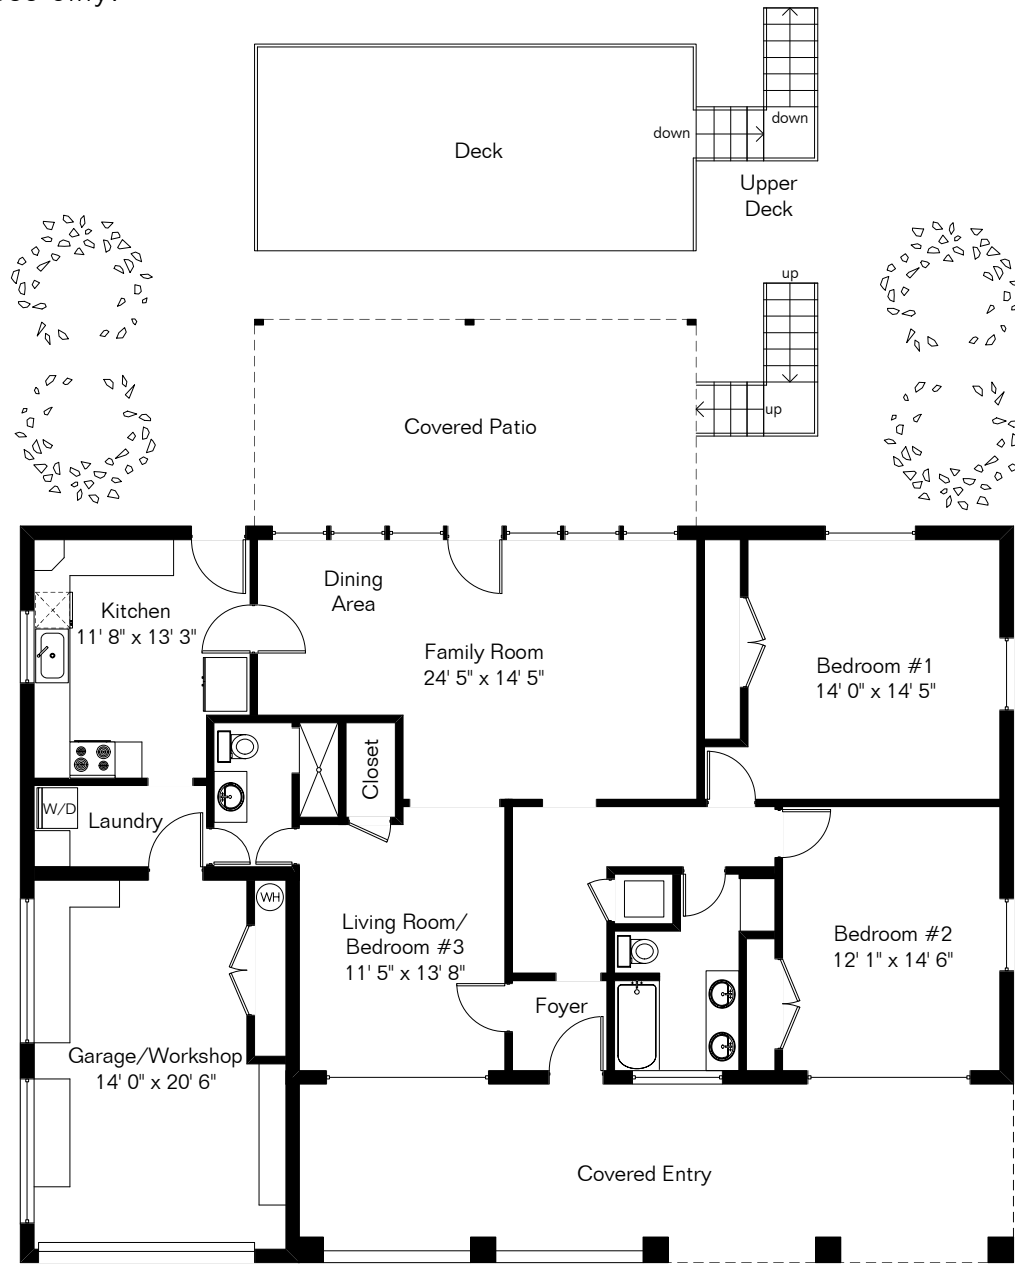 down
down
Deck
Upper
Deck
up
up
Covered Patio
Dining
Area
Kitchen
11' 8" x 13' 3"
Family Room
24' 5" x 14' 5"
Bedroom #1
14' 0" x 14' 5"
Closet
W/D
Laundry
WH
Living Room/
Bedroom #3
11' 5" x 13' 8"
Bedroom #2
12' 1" x 14' 6"
Foyer
Garage/Workshop
14' 0" x 20' 6"
Covered Entry